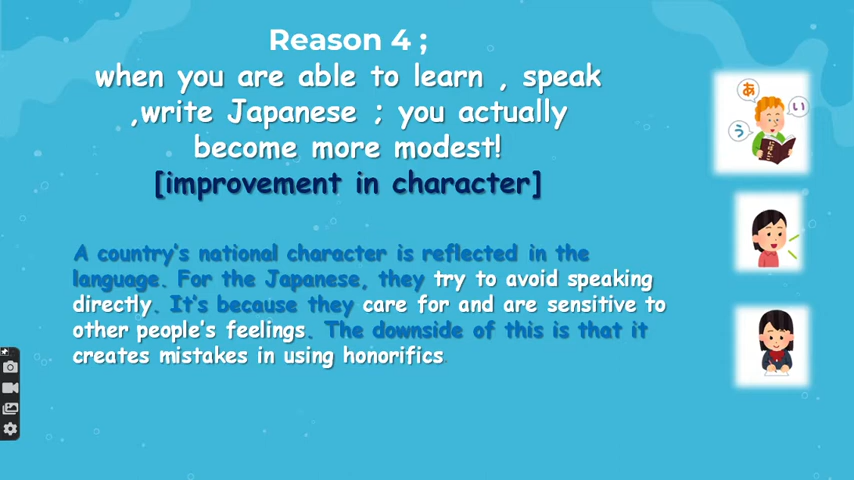 Reason 4 ;
when you are able to learn , speak
,write Japanese ; you actually
become more modest!
[improvement in character]
あ
い
う
A country's national character is reflected in the
language. For the Japanese, they try to avoid speaking
directly. It's because they care for and are sensitive to
other people's feelings. The downside of this is that it
creates mistakes in using honorifics